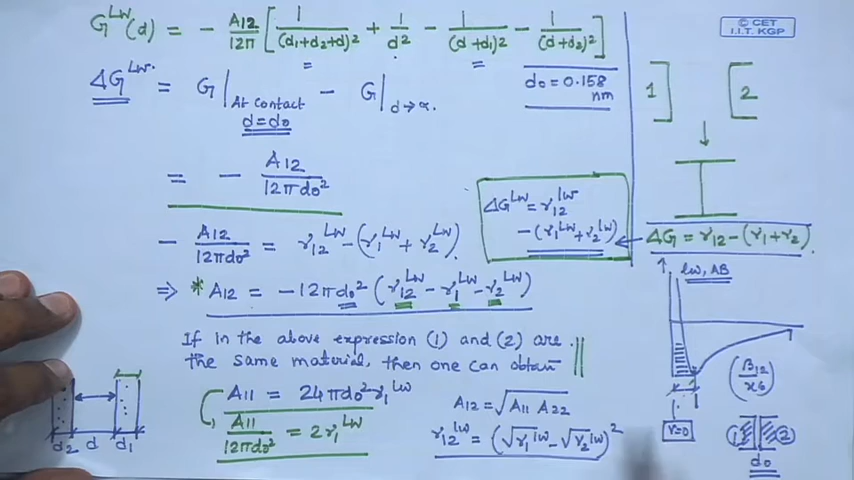 G^LW(d) = - A12/12π [ 1/(d1+d2+d)² + 1/d² - 1/(d+d1)² - 1/(d+d2)² ]
© CET
I.I.T. KGP
ΔG^LW = G| At contact d=d0 - G| d→∝.
d0 = 0.158 nm
1 2
= - A12/12πd0²
ΔG^LW = γ12^LW - (γ1^LW + γ2^LW)
ΔG = γ12 - (γ1+γ2).
- A12/12πd0² = γ12^LW - (γ1^LW + γ2^LW).
⇒ * A12 = -12πd0² (γ12^LW - γ1^LW - γ2^LW)
LW, AB
If in the above expression (1) and (2) are
the same material, then one can obtain
A11 = 24πd0² γ1^LW
A12 = √A11 A22
A11/12πd0² = 2γ1^LW
γ12^LW = (√γ1^LW - √γ2^LW)²
r=0
1 2
d0
d2 d d1